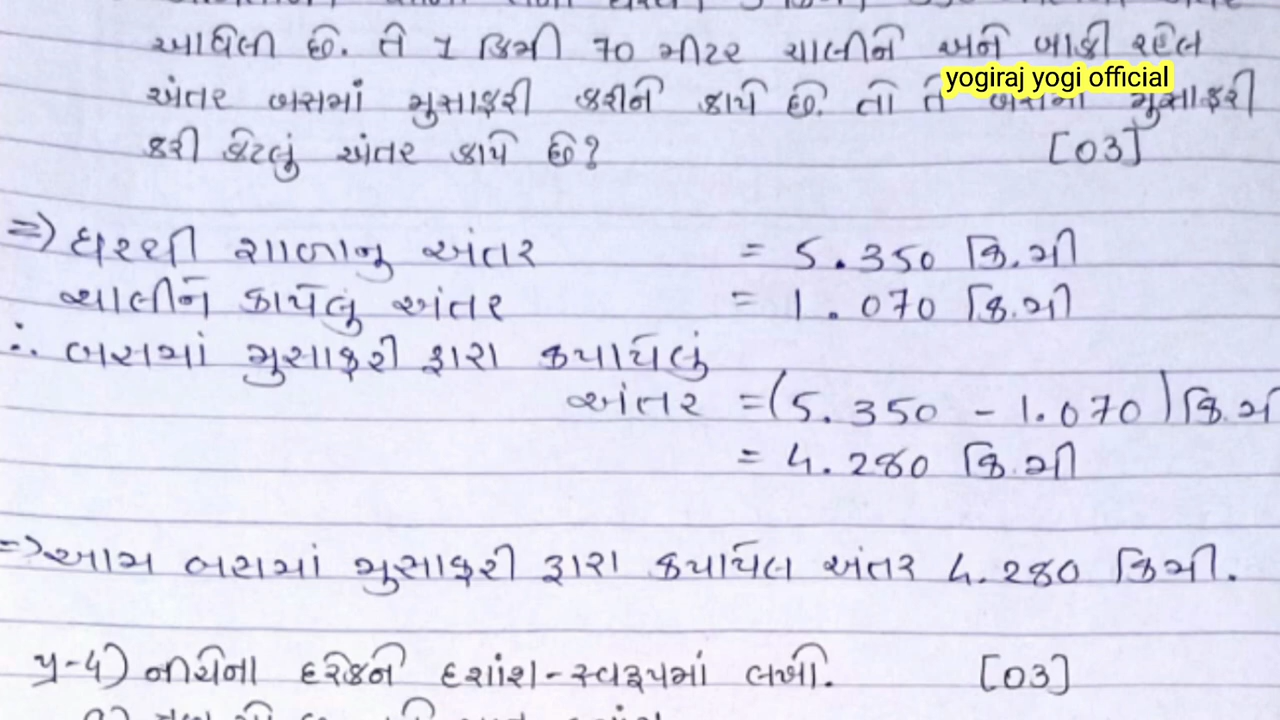 આવેલી છે. તે 1 કિમી 70 મીટર ચાલીને અને બાકી રહેલ
yogiraj yogi official
અંતર બસમાં મુસાફરી કરીને કાપે છે. તો તે બસમાં મુસાફરી
કરી કેટલું અંતર કાપે છે? [03]
=> ઘરથી શાળાનુ અંતર = 5.350 કિ.મી
ચાલીને કાપેલું અંતર = 1.070 કિ.મી
∴ બસમાં મુસાફરી દ્વારા કપાયેલું
અંતર = (5.350 - 1.070) કિ.મી
= 4.280 કિ.મી
=> આમ બસમાં મુસાફરી દ્વારા કપાયેલ અંતર 4.280 કિમી.
પ્ર-4) નીચેના દરેકને દશાંશ-સ્વરૂપમાં લખો. [03]